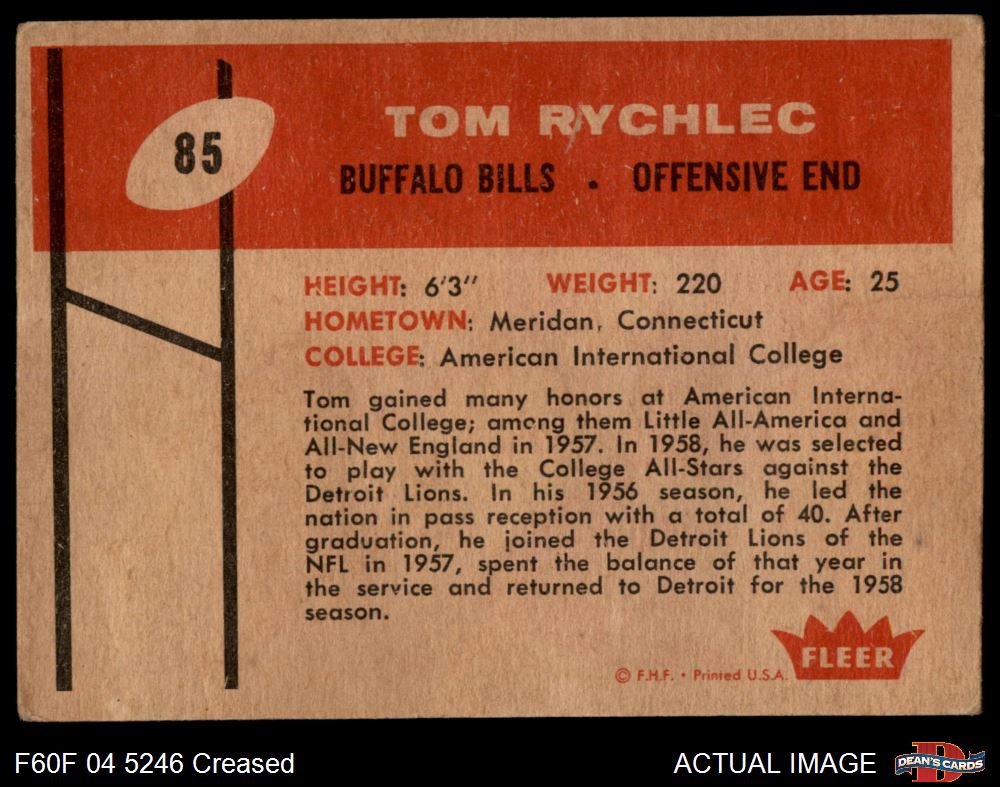 85
TOM RYCHLEC
BUFFALO BILLS . OFFENSIVE END
HEIGHT: 6'3" WEIGHT: 220 AGE: 25
HOMETOWN: Meridan, Connecticut
COLLEGE: American International College
Tom gained many honors at American Interna-
tional College; among them Little All-America and
All-New England in 1957. In 1958, he was selected
to play with the College All-Stars against the
Detroit Lions. In his 1956 season, he led the
nation in pass reception with a total of 40. After
graduation, he joined the Detroit Lions of the
NFL in 1957, spent the balance of that year in
the service and returned to Detroit for the 1958
season.
FLEER
© F.H.F. • Printed U.S.A.
F60F 04 5246 Creased
ACTUAL IMAGE
D
DEAN'S CARDS